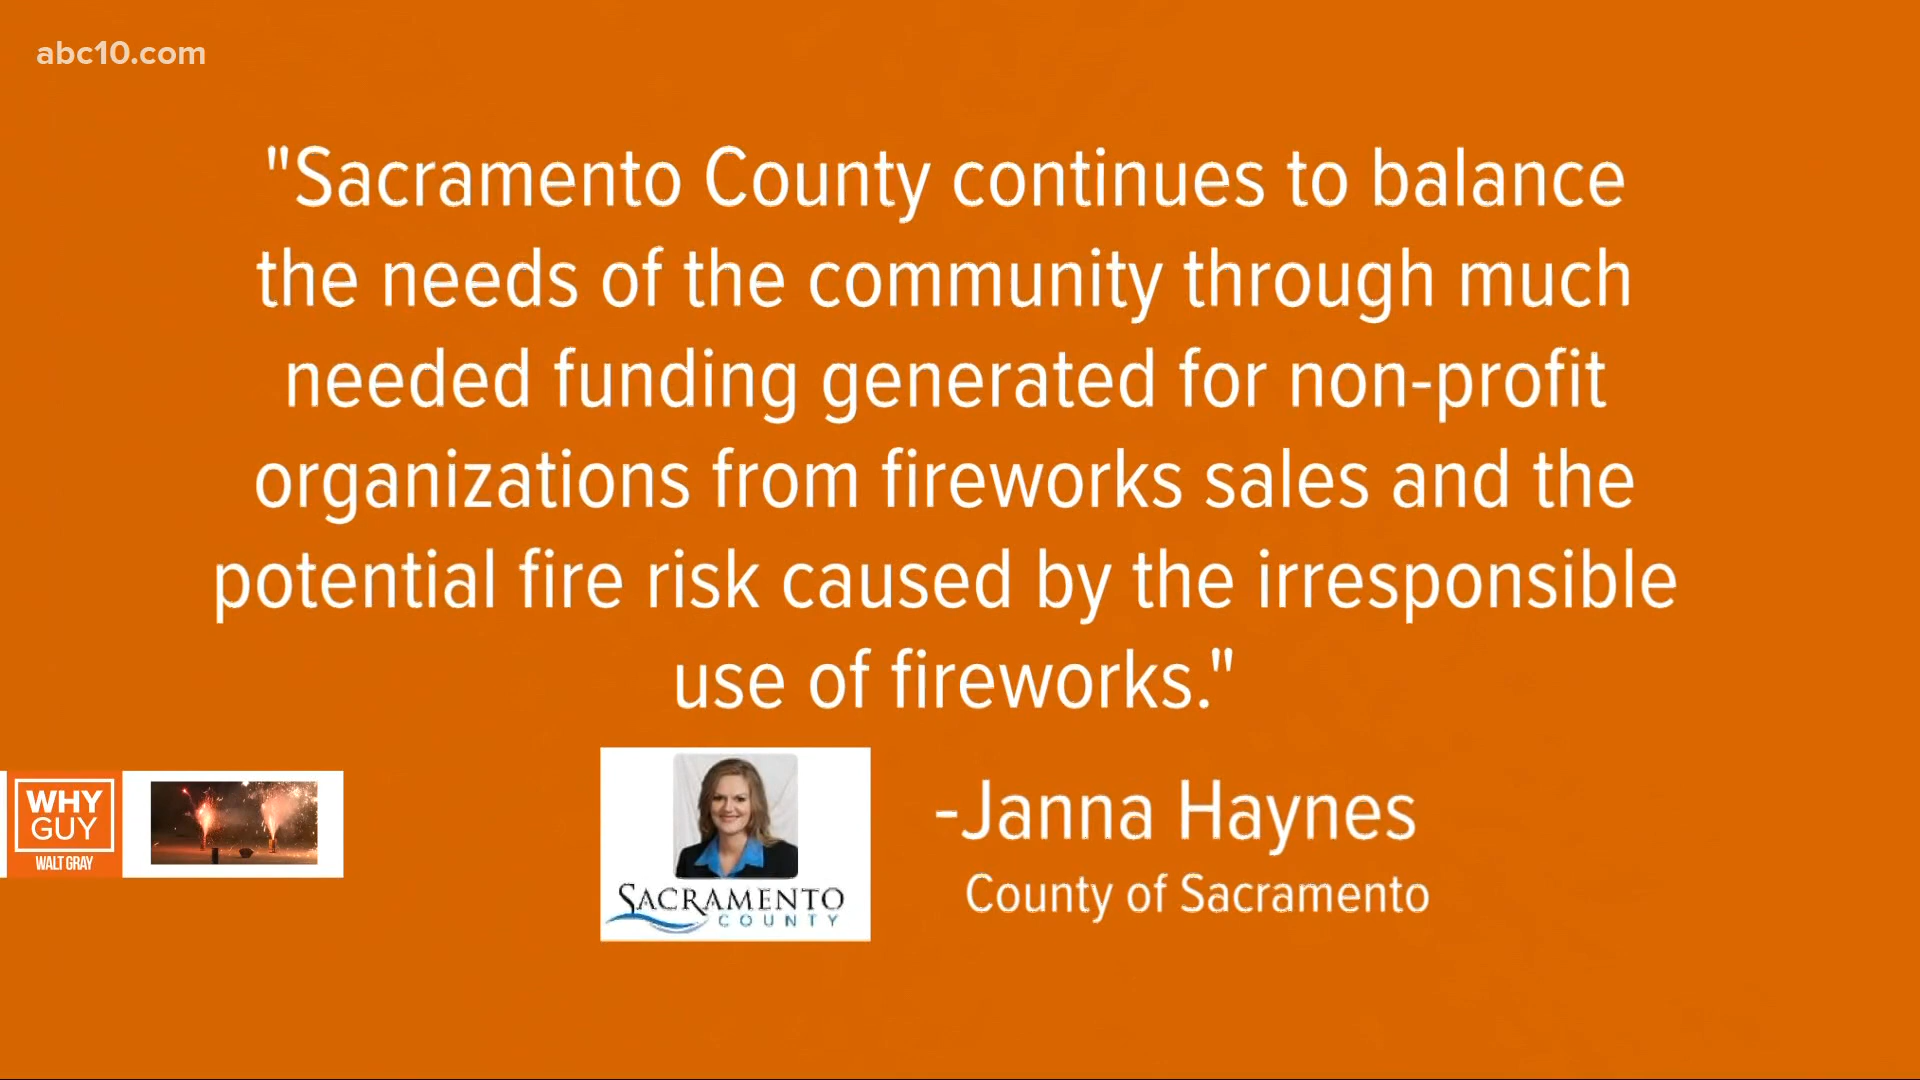 abc10.com
"Sacramento County continues to balance
the needs of the community through much
needed funding generated for non-profit
organizations from fireworks sales and the
potential fire risk caused by the irresponsible
use of fireworks."
WHY
GUY
WALT GRAY
SACRAMENTO
COUNTY
-Janna Haynes
County of Sacramento